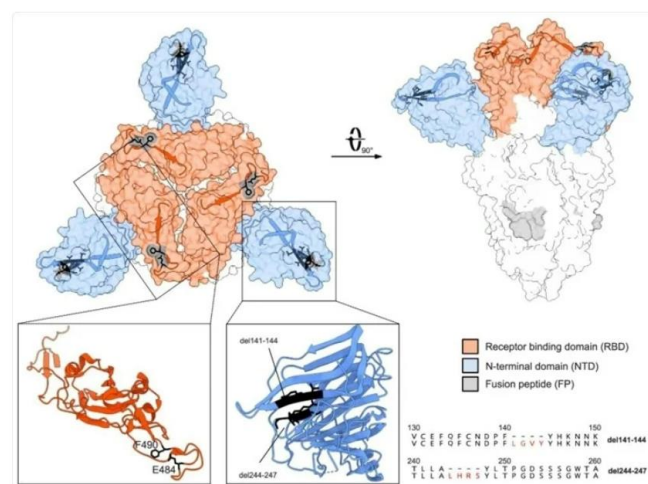 90°
del141-144
F490
E484
del244-247
Receptor binding domain (RBD)
N-terminal domain (NTD)
Fusion peptide (FP)
130 140 150
V C E F Q F C N D P F - - - - Y Y H K N N K del141-144
V C E F Q F C N D P F L G V Y Y H K N N K
240 250 260
T L L A - - - - Y L T P G D S S S G W T A del244-247
T L L A L H R S Y L T P G D S S S G W T A